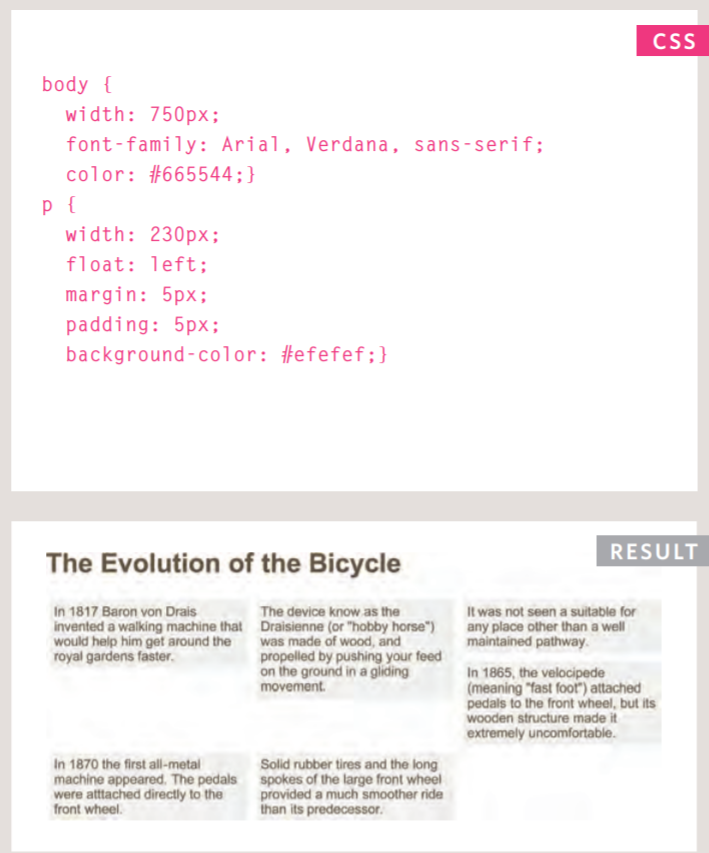 CSS
body {
width: 750px;
font-family: Arial, Verdana, sans-serif;
color: #665544;}
p {
width: 230px;
float: left;
margin: 5px;
padding: 5px;
background-color: #efefef;}
RESULT
The Evolution of the Bicycle
In 1817 Baron von Drais
invented a walking machine that
would help him get around the
royal gardens faster.
The device know as the
Draisienne (or "hobby horse")
was made of wood, and
propelled by pushing your feed
on the ground in a gliding
movement.
It was not seen a suitable for
any place other than a well
maintained pathway.
In 1865, the velocipede
(meaning "fast foot") attached
pedals to the front wheel, but its
wooden structure made it
extremely uncomfortable.
In 1870 the first all-metal
machine appeared. The pedals
were atttached directly to the
front wheel.
Solid rubber tires and the long
spokes of the large front wheel
provided a much smoother ride
than its predecessor.